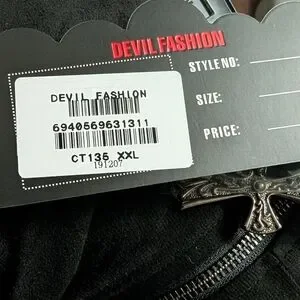 DEVIL FASHION
STYLE NO:
SIZE:
PRICE:
DEVIL FASHION
6940569631311
CT135 XXL
191207